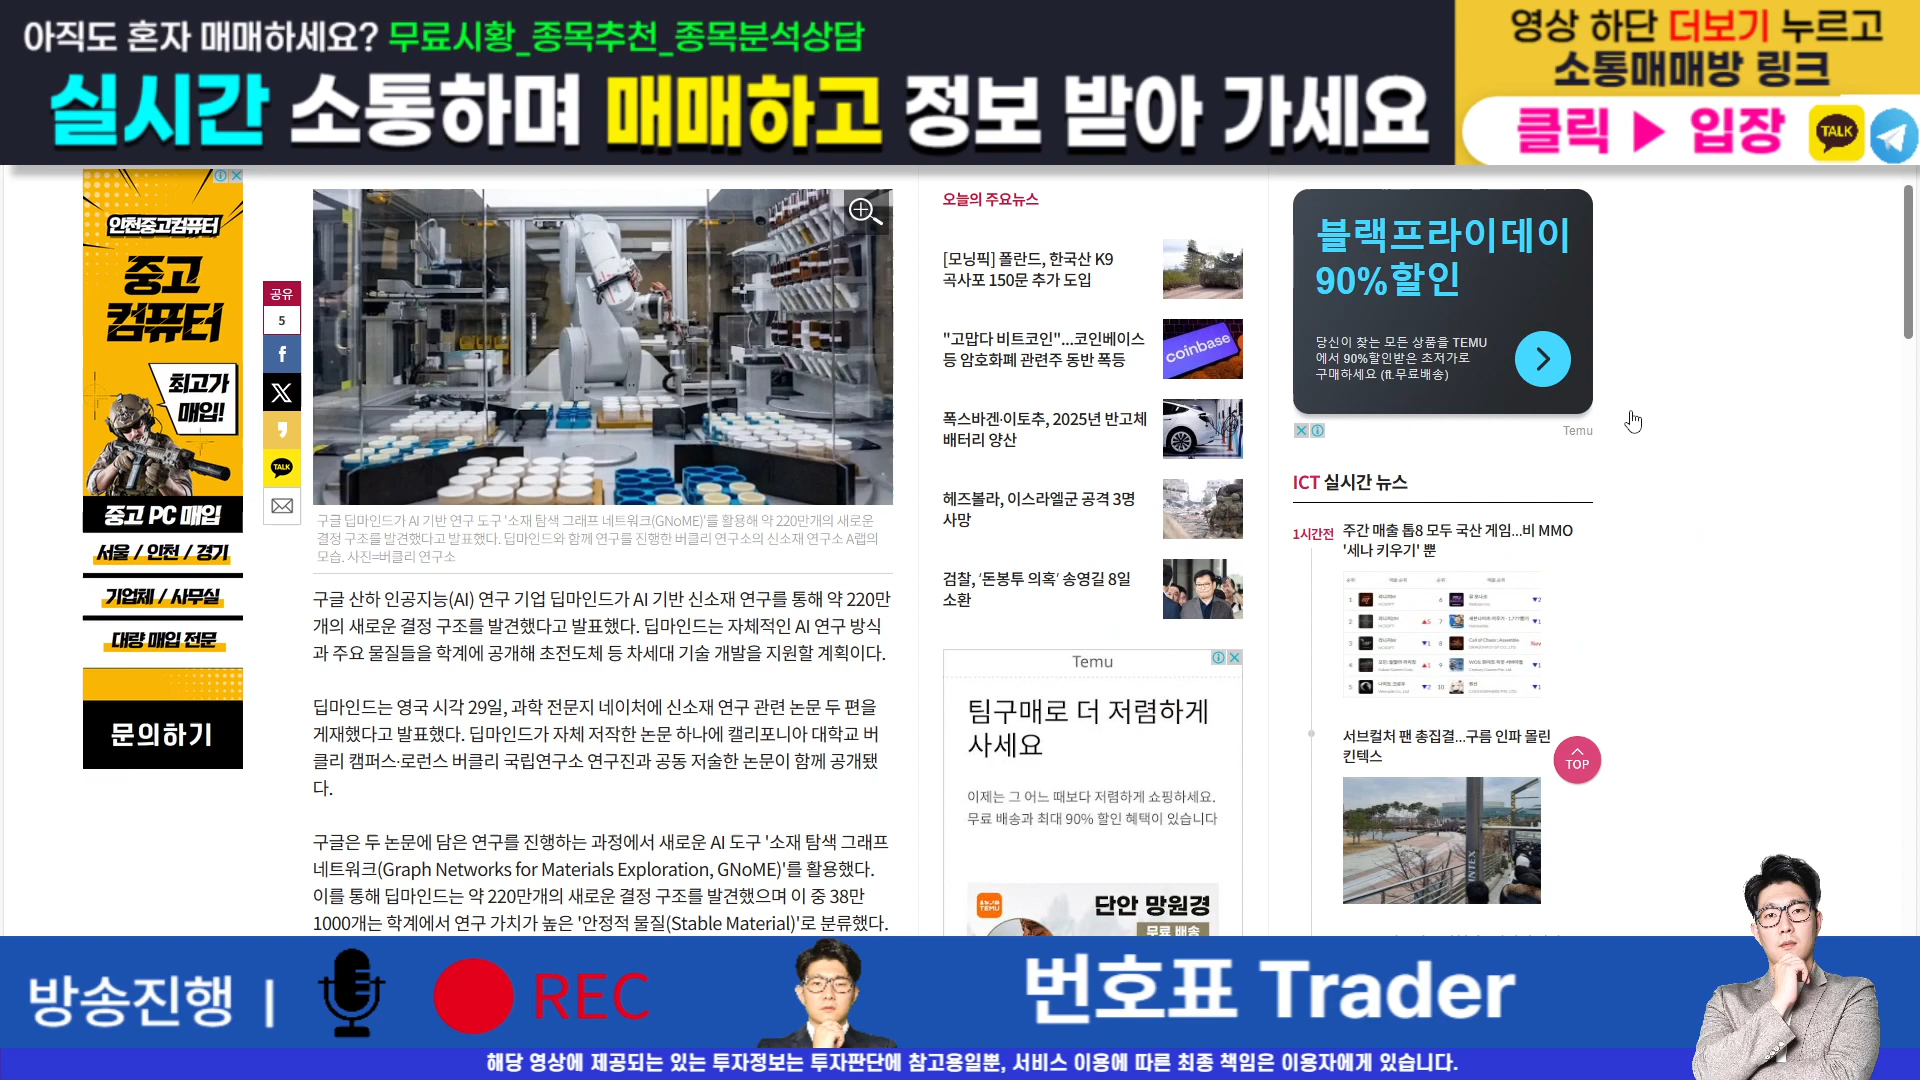 아직도 혼자 매매하세요? 무료시황_종목추천_종목분석상담
실시간 소통하며 매매하고 정보 받아 가세요
영상 하단 더보기 누르고
소통매매방 링크
클릭 ▶ 입장
TALK
인천중고컴퓨터
중고
컴퓨터
최고가
매입!
중고 PC 매입
서울 / 인천 / 경기
기업체 / 사무실
대량 매입 전문
문의하기
공유
5
TALK
구글 딥마인드가 AI 기반 연구 도구 '소재 탐색 그래프 네트워크(GNoME)'를 활용해 약 220만개의 새로운
결정 구조를 발견했다고 발표했다. 딥마인드와 함께 연구를 진행한 버클리 연구소의 신소재 연구소 A랩의
모습. 사진=버클리 연구소
구글 산하 인공지능(AI) 연구 기업 딥마인드가 AI 기반 신소재 연구를 통해 약 220만
개의 새로운 결정 구조를 발견했다고 발표했다. 딥마인드는 자체적인 AI 연구 방식
과 주요 물질들을 학계에 공개해 초전도체 등 차세대 기술 개발을 지원할 계획이다.
딥마인드는 영국 시각 29일, 과학 전문지 네이처에 신소재 연구 관련 논문 두 편을
게재했다고 발표했다. 딥마인드가 자체 저작한 논문 하나에 캘리포니아 대학교 버
클리 캠퍼스·로런스 버클리 국립연구소 연구진과 공동 저술한 논문이 함께 공개됐
다.
구글은 두 논문에 담은 연구를 진행하는 과정에서 새로운 AI 도구 '소재 탐색 그래프
네트워크(Graph Networks for Materials Exploration, GNoME)'를 활용했다.
이를 통해 딥마인드는 약 220만개의 새로운 결정 구조를 발견했으며 이 중 38만
1000개는 학계에서 연구 가치가 높은 '안정적 물질(Stable Material)'로 분류했다.
오늘의 주요뉴스
[모닝픽] 폴란드, 한국산 K9
곡사포 150문 추가 도입
"고맙다 비트코인"...코인베이스
등 암호화폐 관련주 동반 폭등
coinbase
폭스바겐·이토추, 2025년 반고체
배터리 양산
헤즈볼라, 이스라엘군 공격 3명
사망
검찰, '돈봉투 의혹' 송영길 8일
소환
Temu
팀구매로 더 저렴하게
사세요
이제는 그 어느 때보다 저렴하게 쇼핑하세요.
무료 배송과 최대 90% 할인 혜택이 있습니다
TEMU
단안 망원경
무료 배송
블랙프라이데이
90%할인
당신이 찾는 모든 상품을 TEMU
에서 90%할인받은 초저가로
구매하세요 (ft.무료배송)
Temu
ICT 실시간 뉴스
1시간전
주간 매출 톱8 모두 국산 게임...비 MMO
'세나 키우기' 뿐
서브컬처 팬 총집결...구름 인파 몰린
킨텍스
TOP
방송진행 |
REC
번호표 Trader
해당 영상에 제공되는 있는 투자정보는 투자판단에 참고용일뿐, 서비스 이용에 따른 최종 책임은 이용자에게 있습니다.